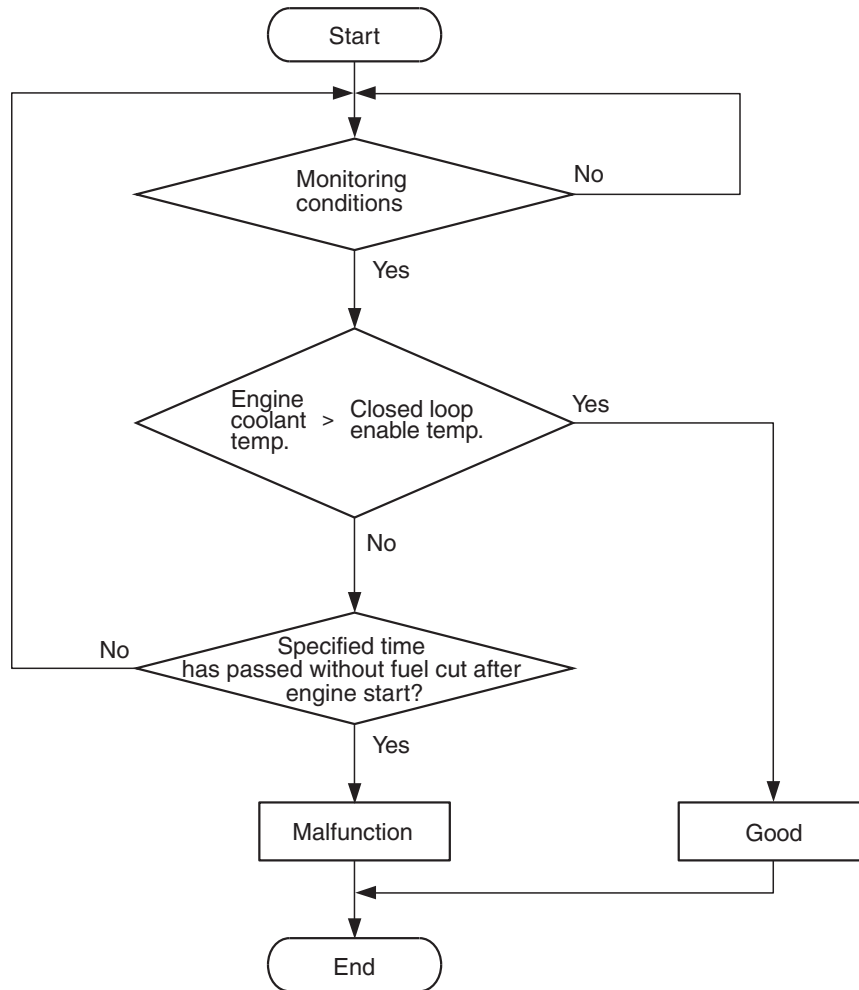 Start
Monitoring
conditions
No
Yes
Engine
coolant
temp.
>
Closed loop
enable temp.
Yes
No
Specified time
has passed without fuel cut after
engine start?
No
Yes
Malfunction
Good
End